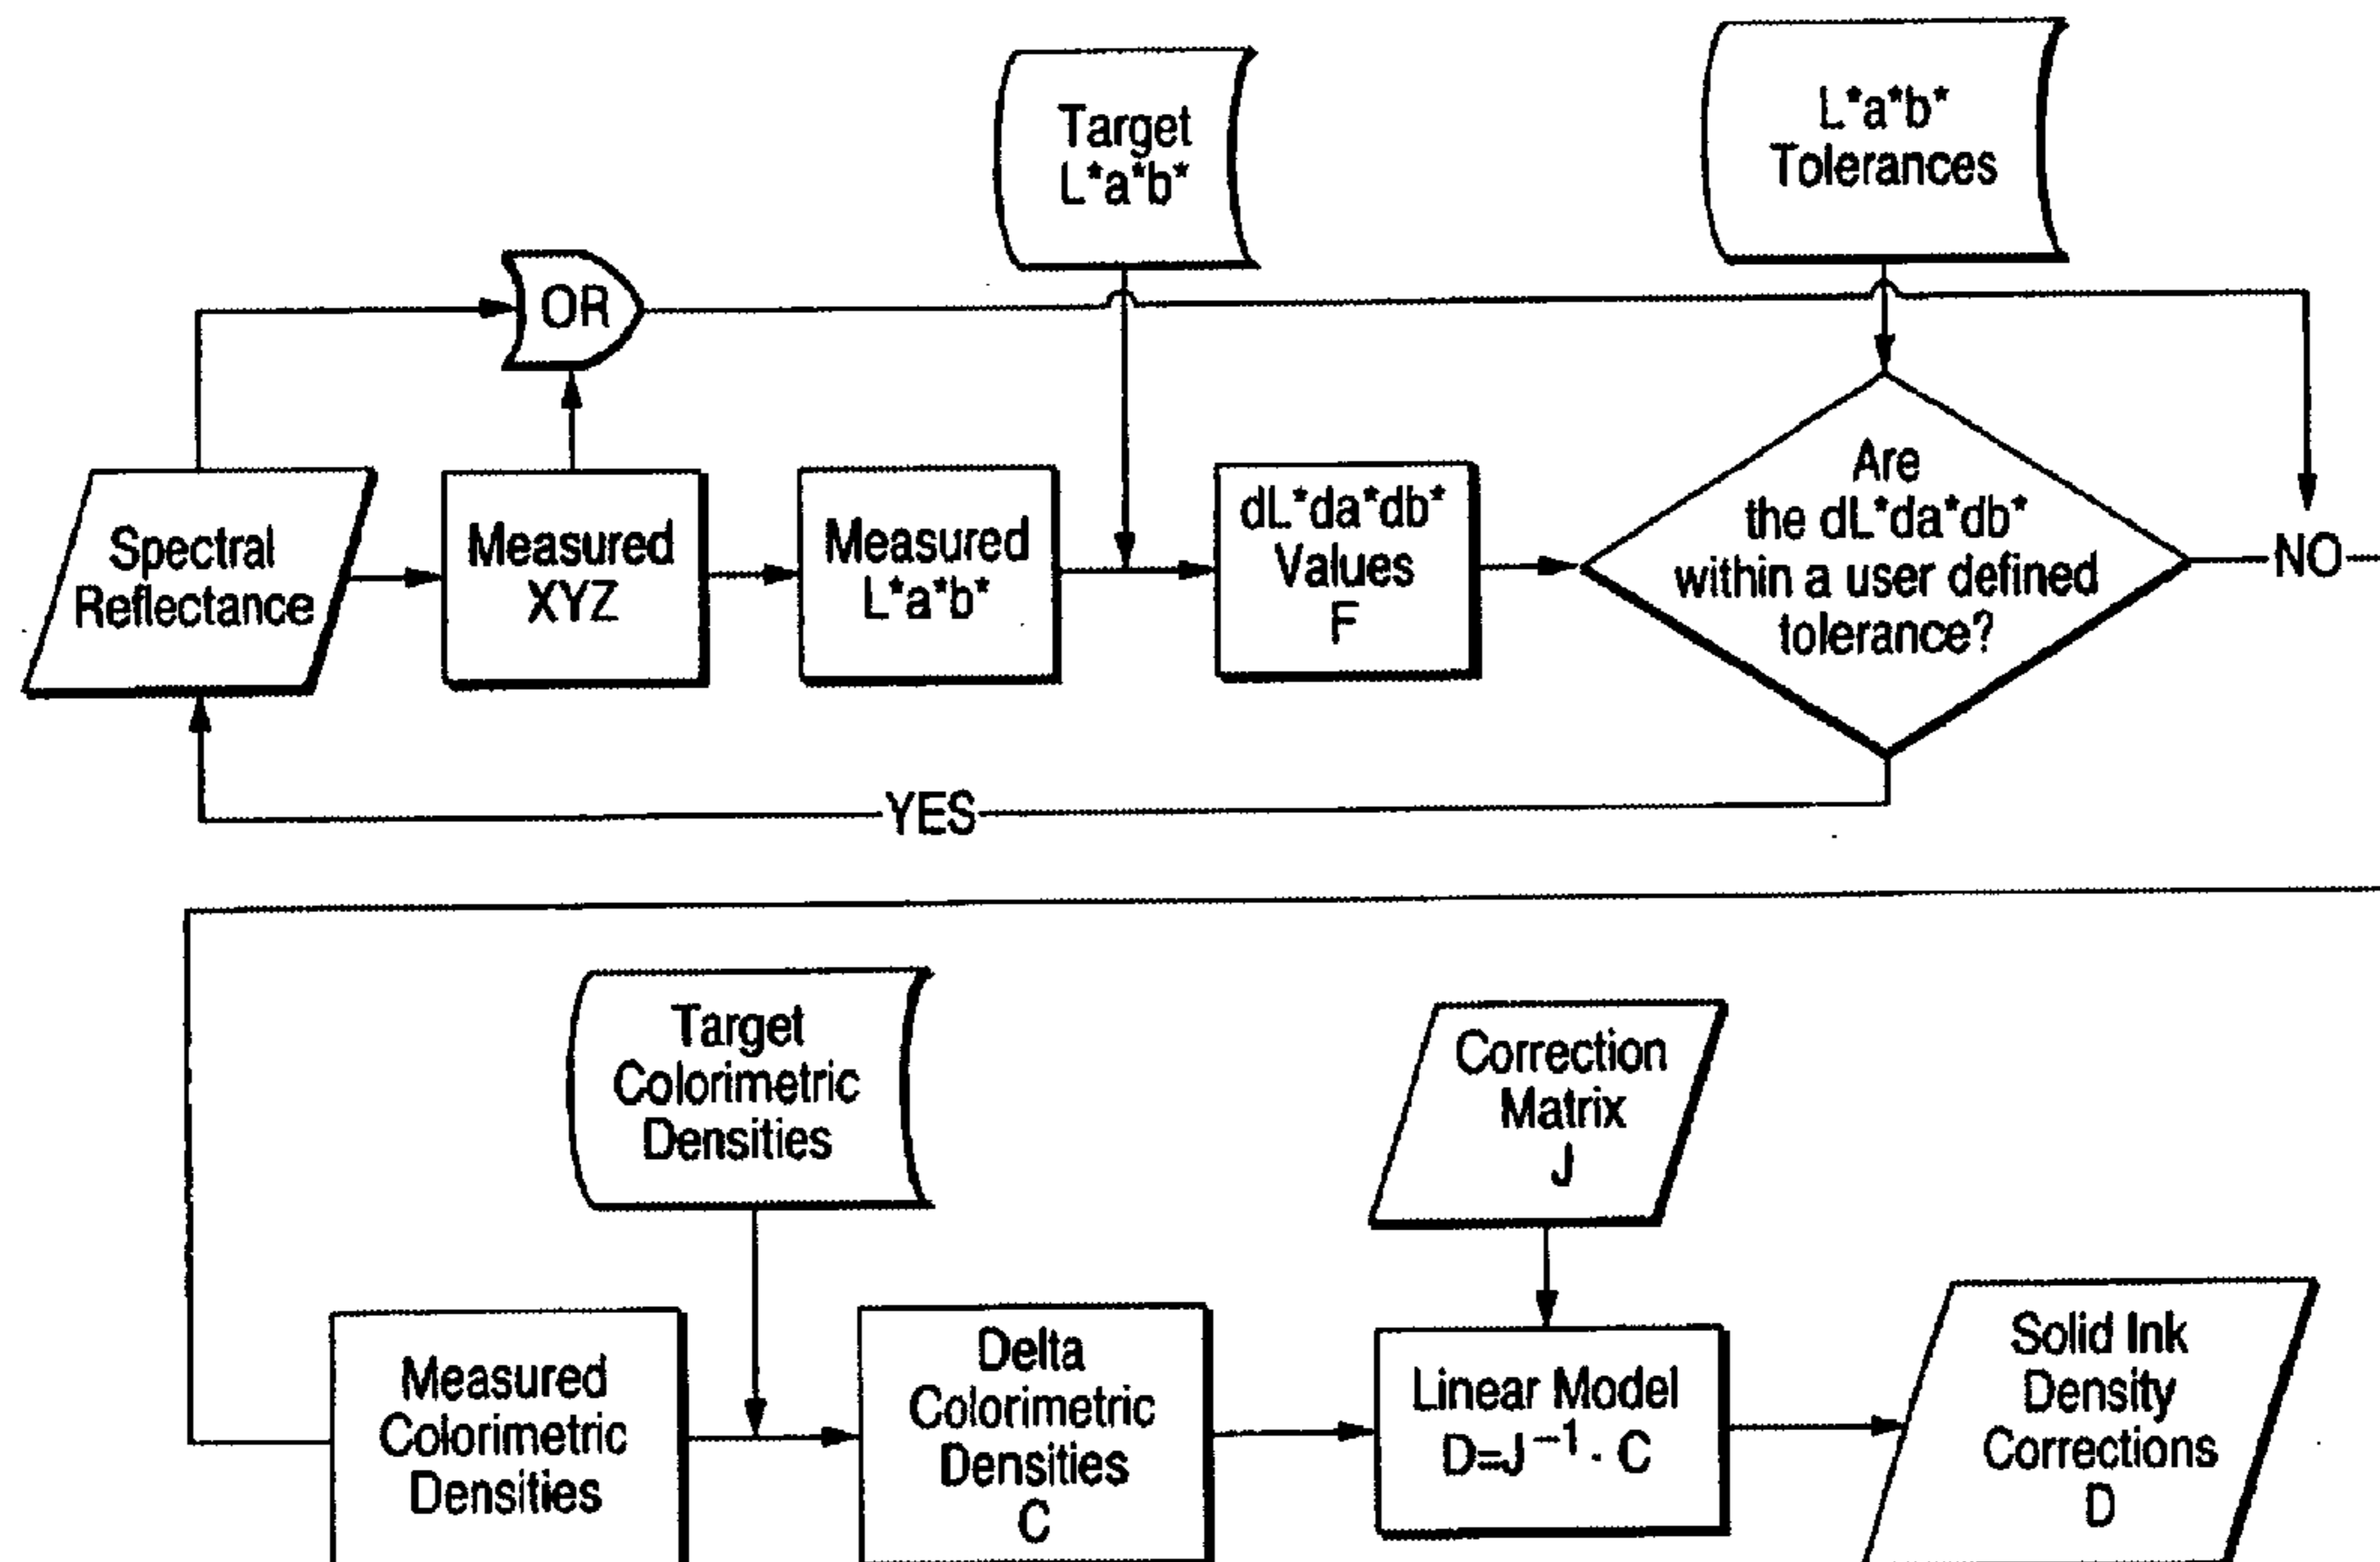 Target
L*a*b*
L*a*b*
Tolerances
OR
Spectral
Reflectance
Measured
XYZ
Measured
L*a*b*
dL*da*db*
Values
F
Are
the dL*da*db*
within a user defined
tolerance?
NO
YES
Target
Colorimetric
Densities
Correction
Matrix
J
Measured
Colorimetric
Densities
Delta
Colorimetric
Densities
C
Linear Model
D=J⁻¹ · C
Solid Ink
Density
Corrections
D